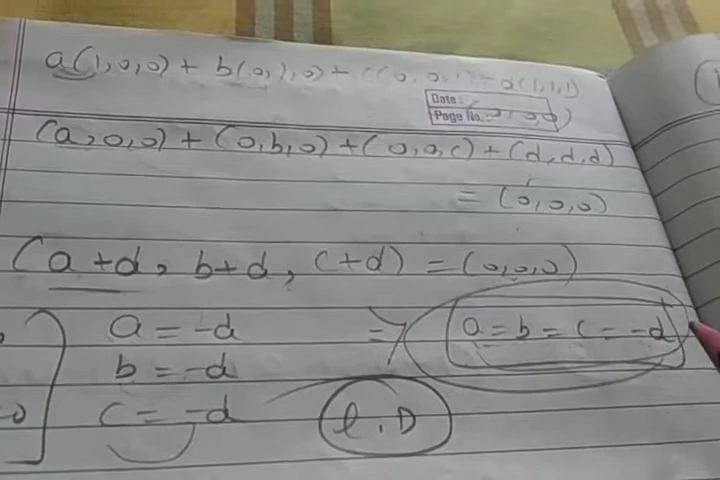 a(1,0,0) + b(0,1,0) + c(0,0,1) + d(1,1,1)
Date :
Page No.
(a,0,0) + (0,b,0) + (0,0,c) + (d,d,d)
= (0,0,0)
(a+d, b+d, c+d) = (0,0,0)
a = -d ⇒ a = b = c = -d
b = -d
c = -d l.D